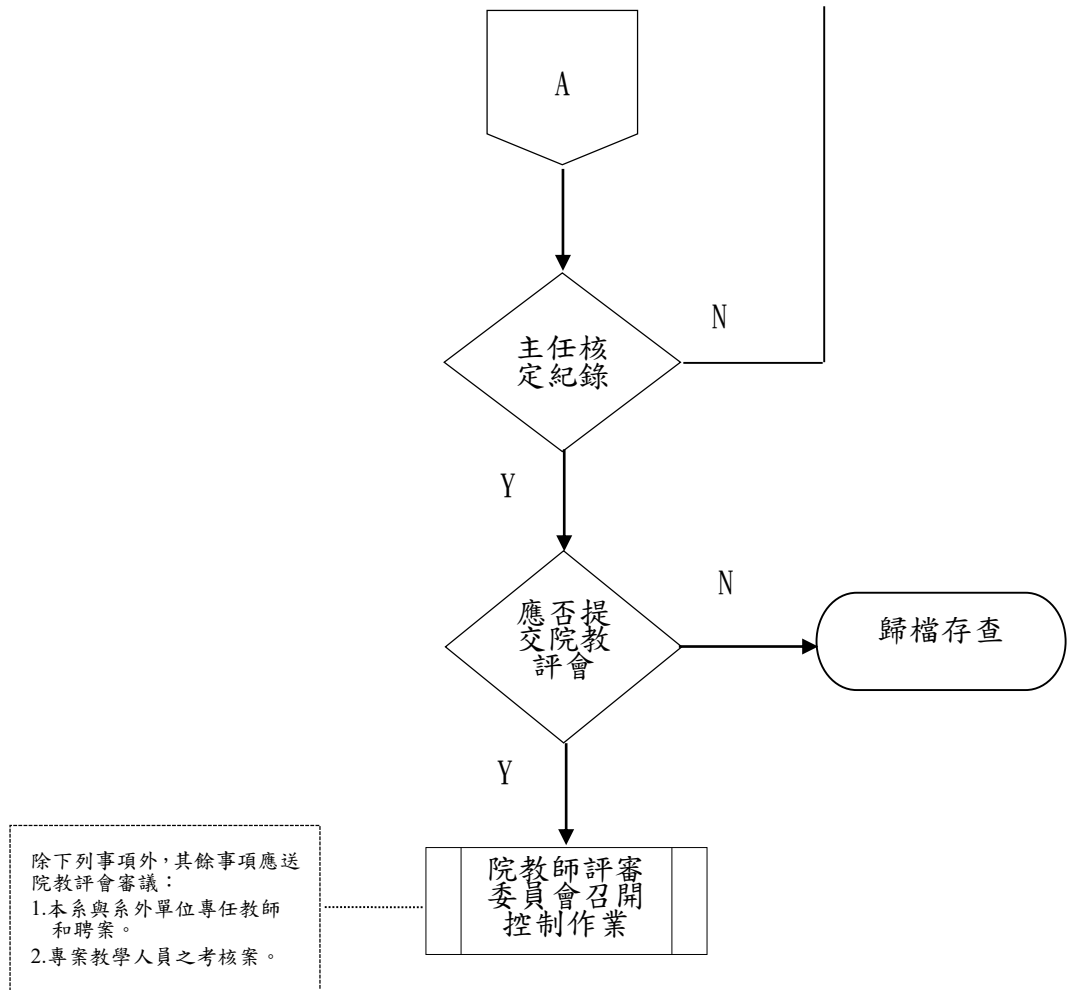 A
主任核
定紀錄
N
Y
應否提
交院教
評會
N
歸檔存查
Y
院教師評審
委員會召開
控制作業
除下列事項外，其餘事項應送
院教評會審議：
1.本系與系外單位專任教師
和聘案。
2.專案教學人員之考核案。